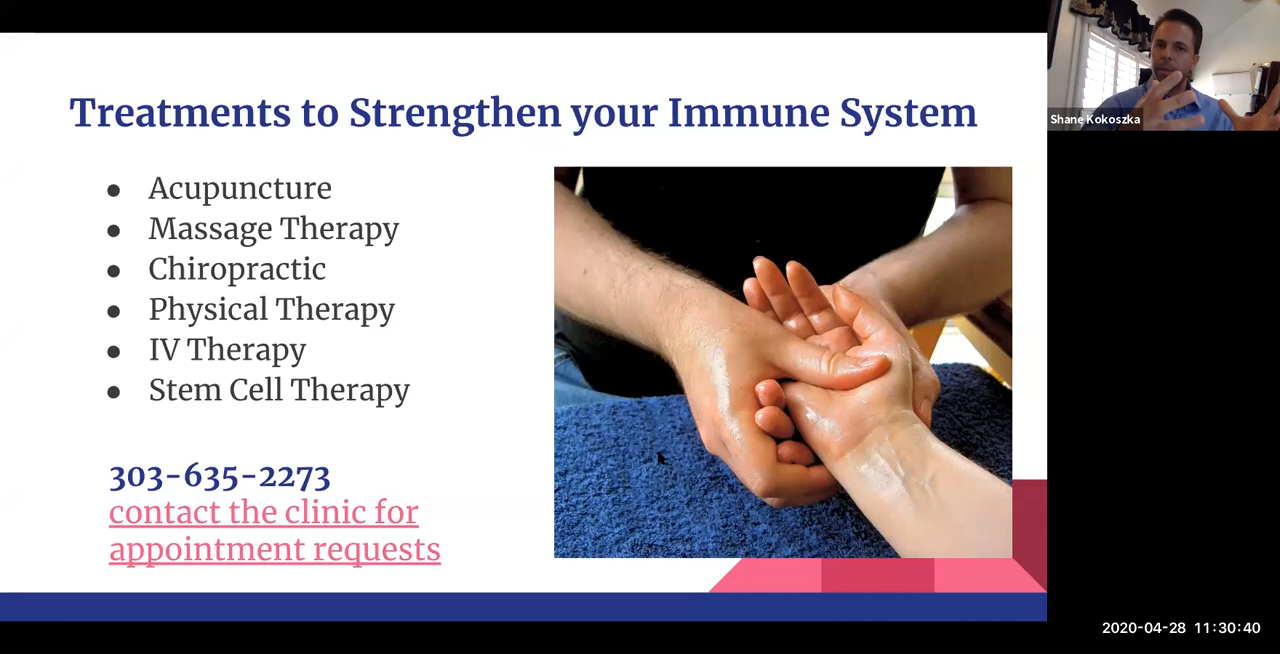 Treatments to Strengthen your Immune System
● Acupuncture
● Massage Therapy
● Chiropractic
● Physical Therapy
● IV Therapy
● Stem Cell Therapy
303-635-2273
contact the clinic for
appointment requests
Shane Kokoszka
2020-04-28 11:30:40